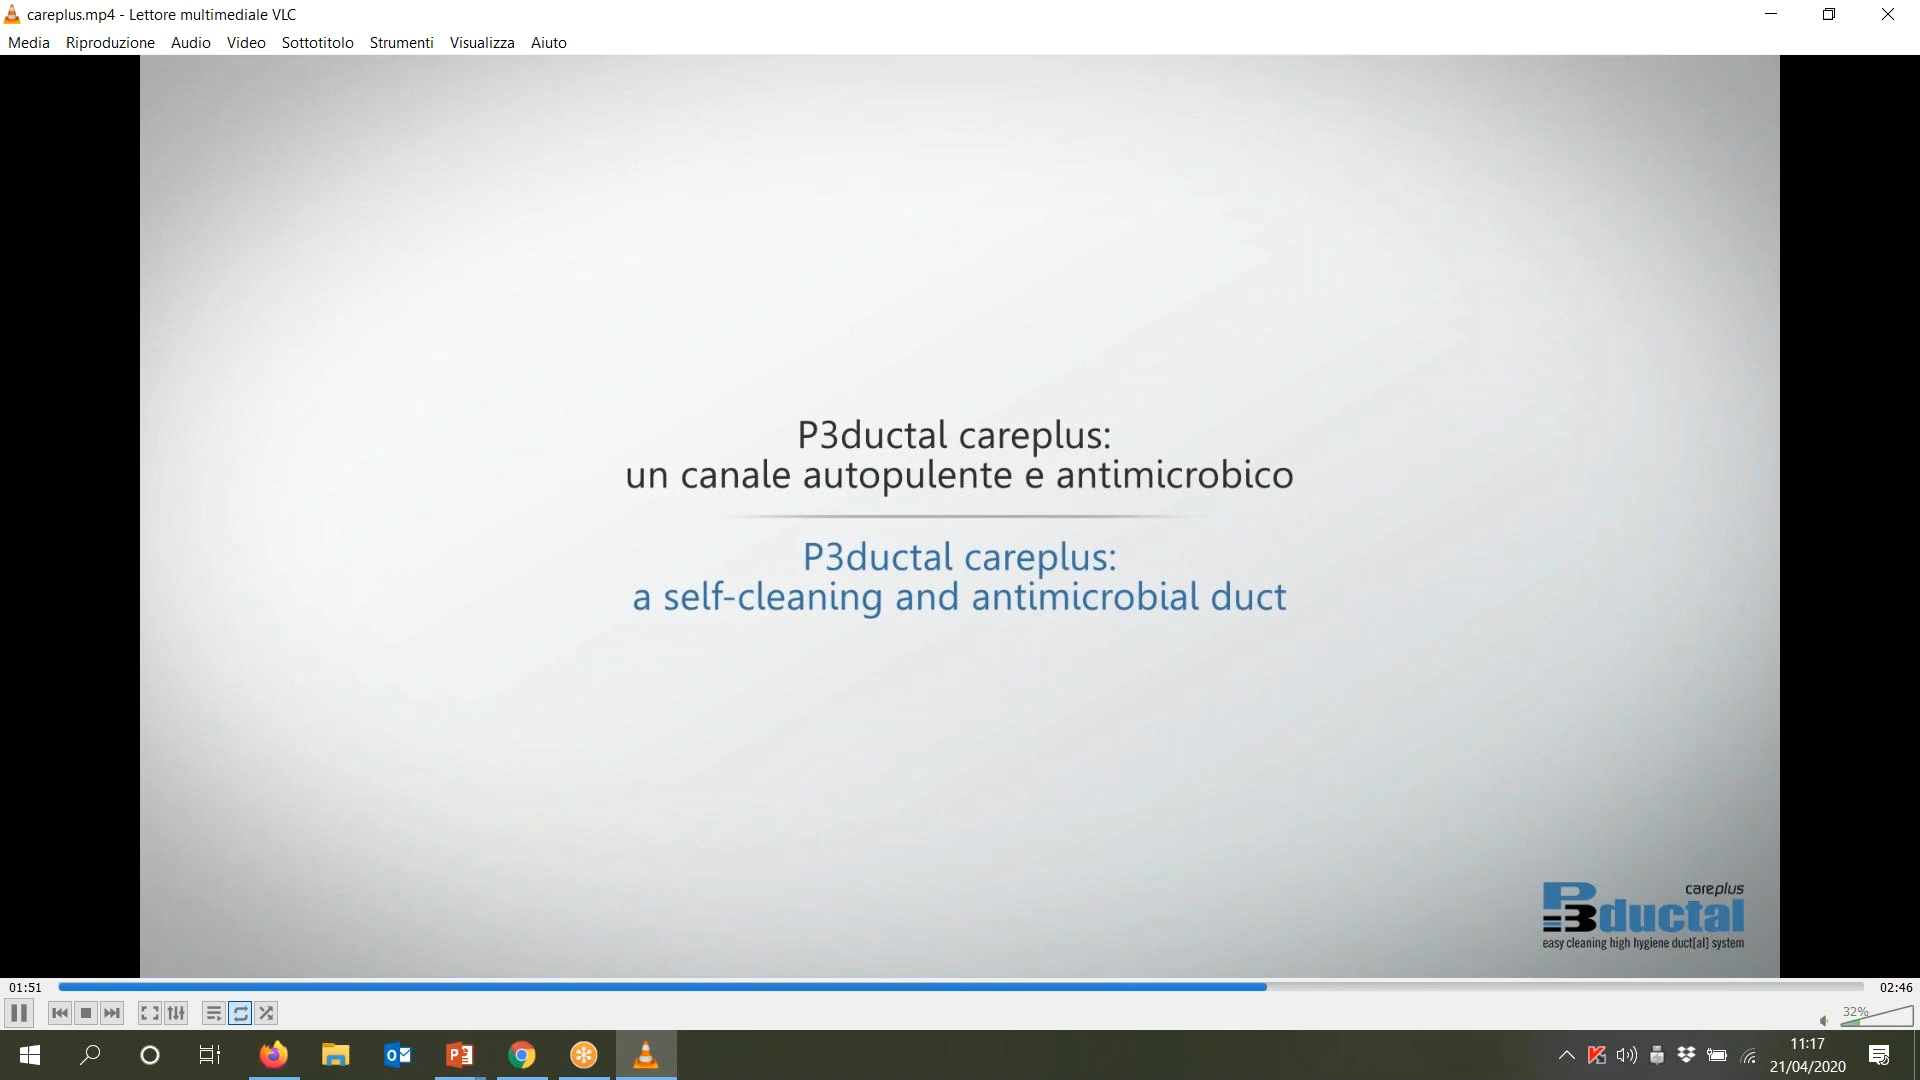 careplus.mp4 - Lettore multimediale VLC
Media Riproduzione Audio Video Sottotitolo Strumenti Visualizza Aiuto
P3ductal careplus:
un canale autopulente e antimicrobico
P3ductal careplus:
a self-cleaning and antimicrobial duct
careplus
P3ductal
easy cleaning high hygiene duct[al] system
01:51
02:46
32%
11:17
21/04/2020